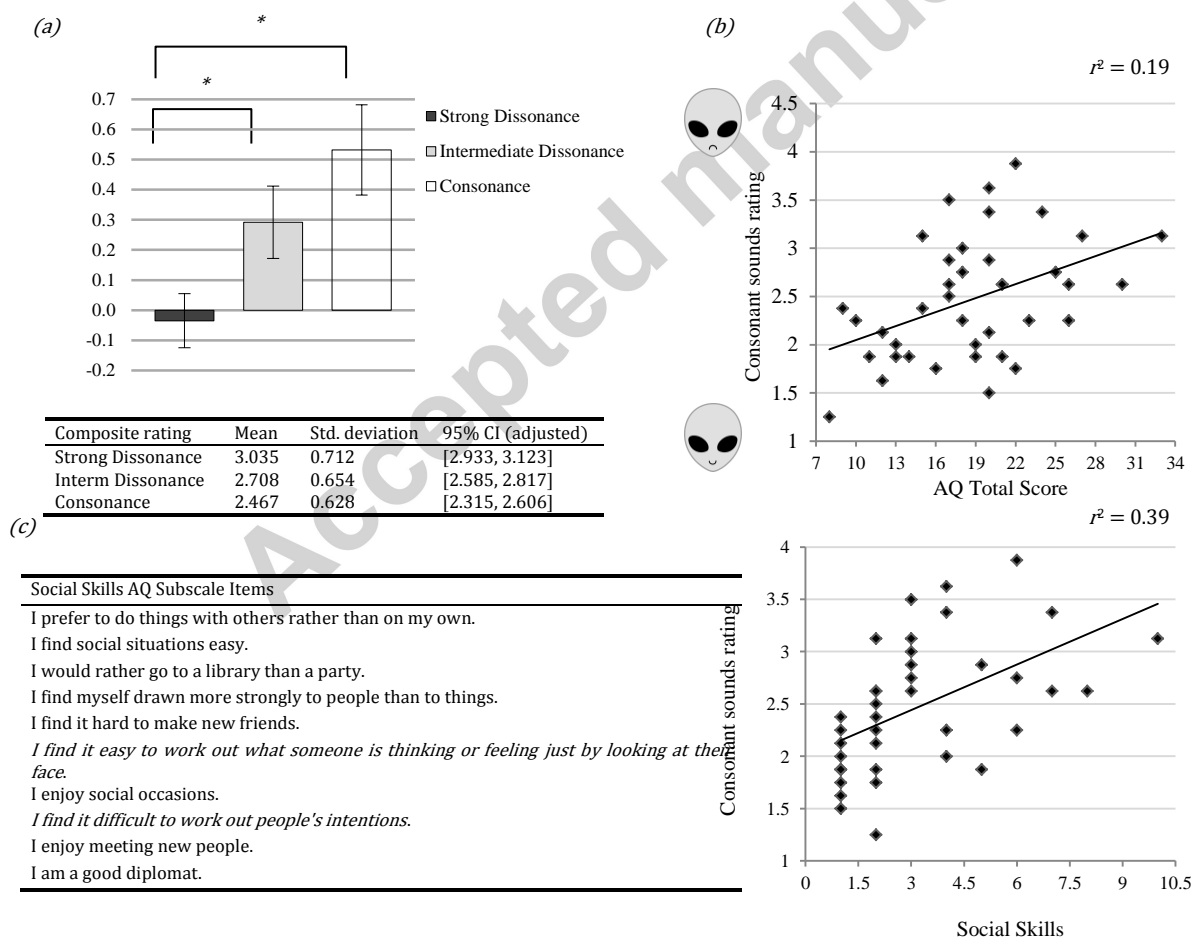 (a)
*
*
0.7
0.6
0.5
0.4
0.3
0.2
0.1
0.0
-0.1
-0.2
Strong Dissonance
Intermediate Dissonance
Consonance
Composite rating Mean Std. deviation 95% CI (adjusted)
Strong Dissonance 3.035 0.712 [2.933, 3.123]
Interm Dissonance 2.708 0.654 [2.585, 2.817]
Consonance 2.467 0.628 [2.315, 2.606]
(b)
r² = 0.19
Consonant sounds rating
4.5
4
3.5
3
2.5
2
1.5
1
7 10 13 16 19 22 25 28 31 34
AQ Total Score
r² = 0.39
Consonant sounds rating
4
3.5
3
2.5
2
1.5
1
0 1.5 3 4.5 6 7.5 9 10.5
Social Skills
(c)
Social Skills AQ Subscale Items
I prefer to do things with others rather than on my own.
I find social situations easy.
I would rather go to a library than a party.
I find myself drawn more strongly to people than to things.
I find it hard to make new friends.
I find it easy to work out what someone is thinking or feeling just by looking at their
face.
I enjoy social occasions.
I find it difficult to work out people's intentions.
I enjoy meeting new people.
I am a good diplomat.
Accepted manu